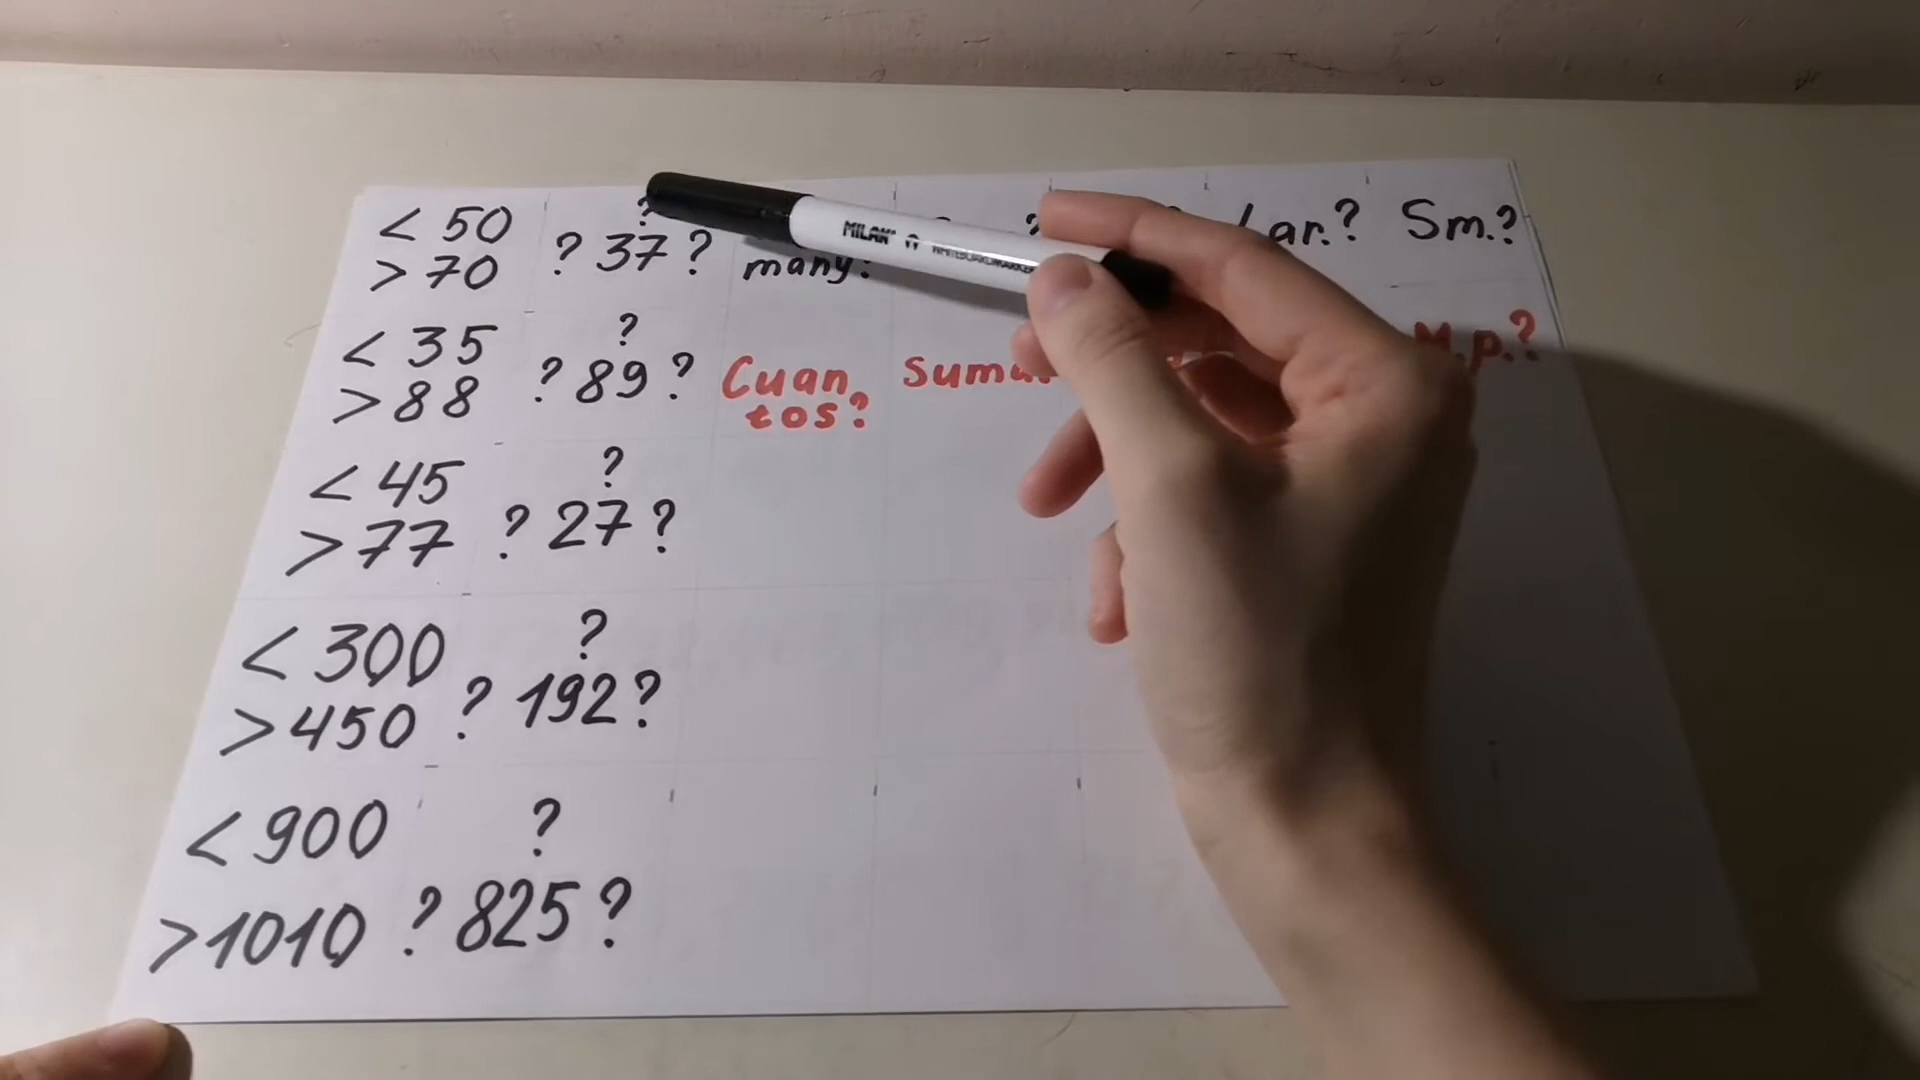 < 50
> 70
?
? 37 ?
many?
?
ar.?
Sm.?
< 35
> 88
?
? 89 ?
Cuan
tos?
M.p.?
< 45
> 77
?
? 27 ?
< 300
> 450
?
? 192 ?
< 900
> 1010
?
? 825 ?
MILAN